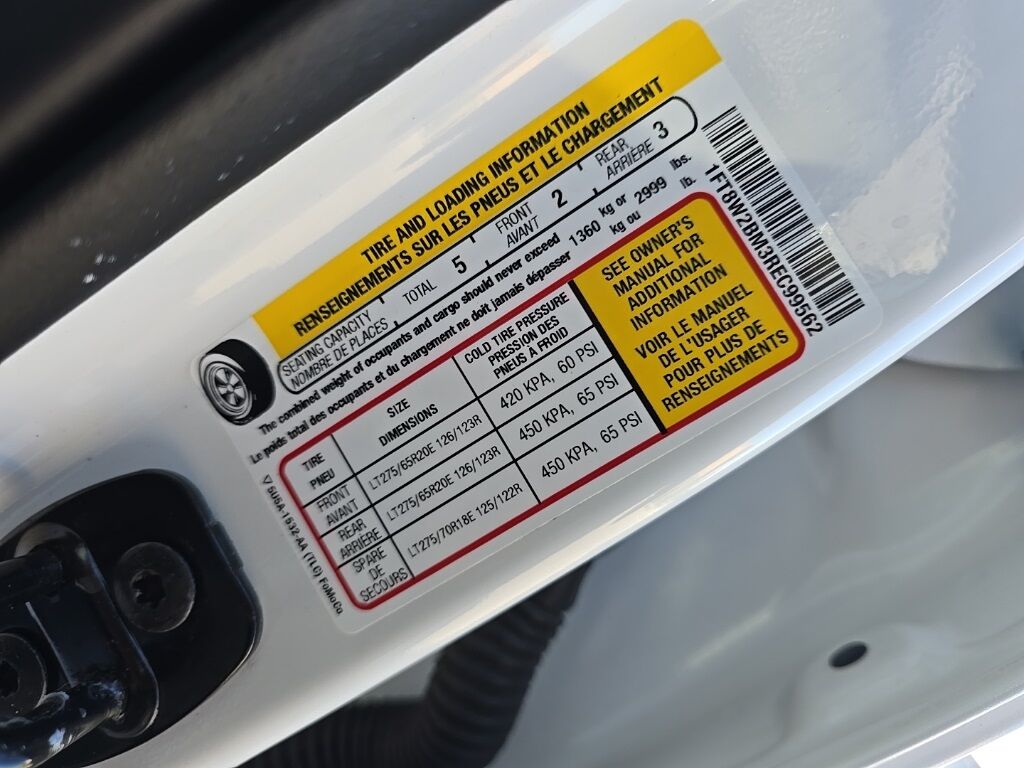 TIRE AND LOADING INFORMATION
RENSEIGNEMENTS SUR LES PNEUS ET LE CHARGEMENT
SEATING CAPACITY TOTAL 5 FRONT 2 REAR 3
NOMBRE DE PLACES AVANT ARRIÈRE
The combined weight of occupants and cargo should never exceed 1360 kg or 2999 lbs.
Le poids total des occupants et du chargement ne doit jamais dépasser kg ou lb.
TIRE SIZE COLD TIRE PRESSURE
PNEU DIMENSIONS PRESSION DES
PNEUS À FROID
FRONT LT275/65R20E 126/123R 420 KPA, 60 PSI
AVANT
REAR LT275/65R20E 126/123R 450 KPA, 65 PSI
ARRIÈRE
SPARE LT275/70R18E 125/122R 450 KPA, 65 PSI
DE
SECOURS
SEE OWNER'S
MANUAL FOR
ADDITIONAL
INFORMATION
VOIR LE MANUEL
DE L'USAGER
POUR PLUS DE
RENSEIGNEMENTS
1FT8W2BM3REC99562
5U5A-1532-AA (TLG) FoMoCo